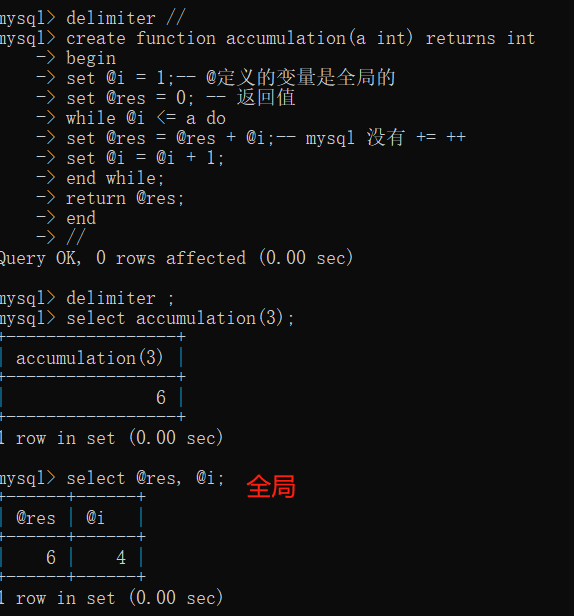 mysql> delimiter //
mysql> create function accumulation(a int) returns int
    -> begin
    -> set @i = 1;-- @定义的变量是全局的
    -> set @res = 0; -- 返回值
    -> while @i <= a do
    -> set @res = @res + @i;-- mysql 没有 += ++
    -> set @i = @i + 1;
    -> end while;
    -> return @res;
    -> end
    -> //
Query OK, 0 rows affected (0.00 sec)
mysql> delimiter ;
mysql> select accumulation(3);
+-----------------+
| accumulation(3) |
+-----------------+
|               6 |
+-----------------+
1 row in set (0.00 sec)
mysql> select @res, @i; 全局
+------+------+
| @res | @i   |
+------+------+
|    6 |    4 |
+------+------+
1 row in set (0.00 sec)